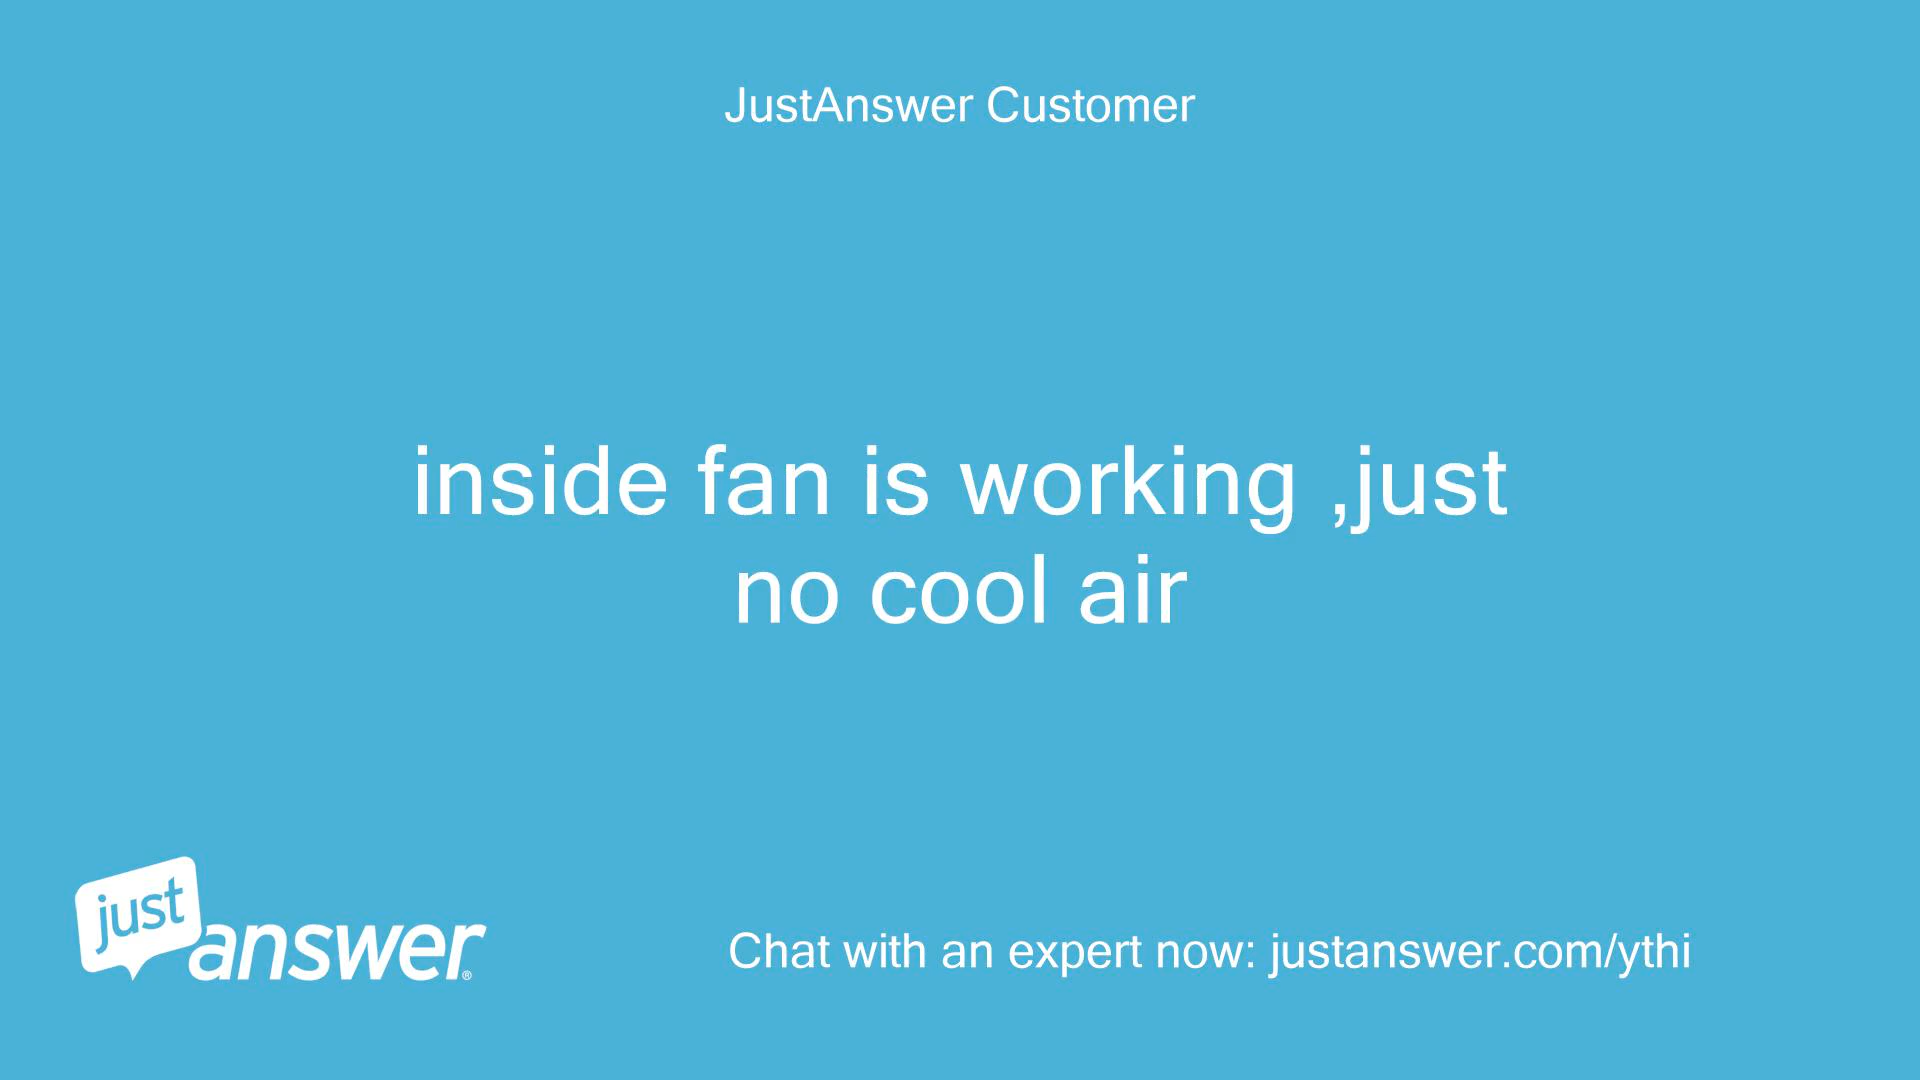 JustAnswer Customer
inside fan is working ,just
no cool air
just
answer®
Chat with an expert now: justanswer.com/ythi